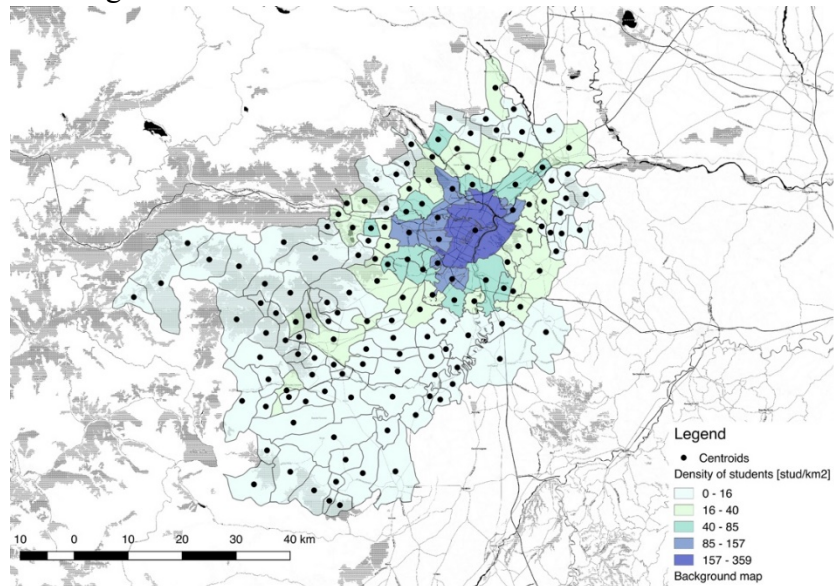 10 0 10 20 30 40 km
Legend
Centroids
Density of students [stud/km2]
0 - 16
16 - 40
40 - 85
85 - 157
157 - 359
Background map